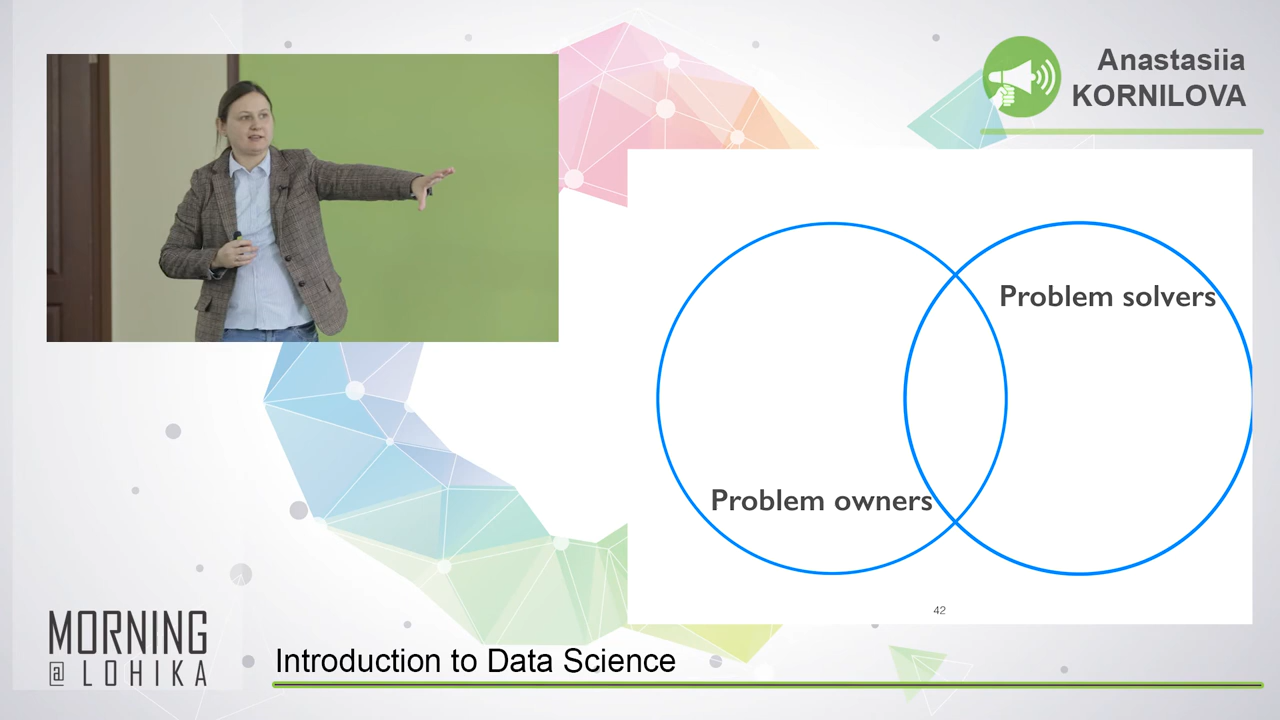 Anastasiia
KORNILOVA
Problem solvers
Problem owners
42
MORNING
@ LOHIKA
Introduction to Data Science